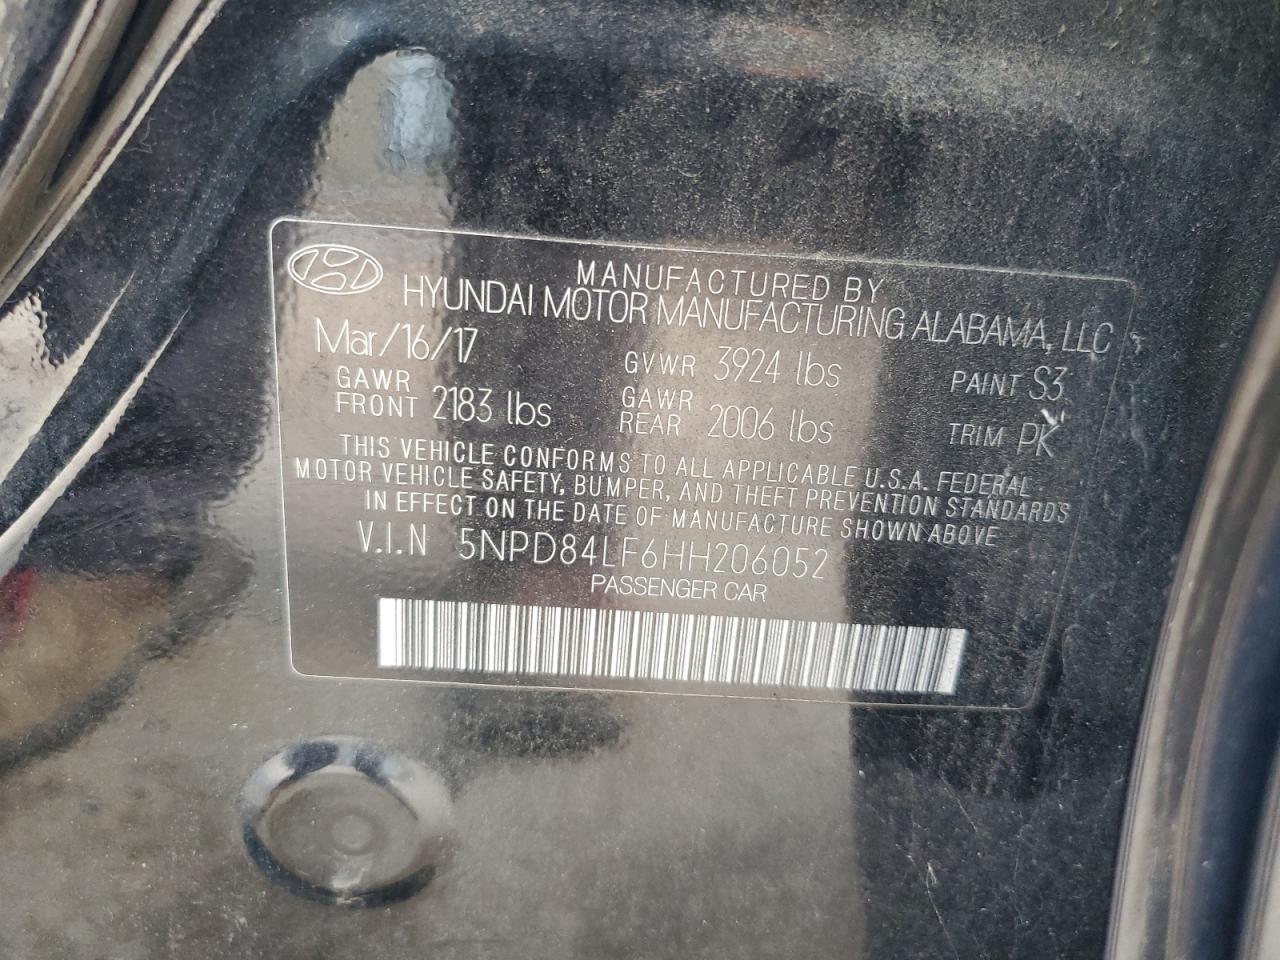 MANUFACTURED BY
HYUNDAI MOTOR MANUFACTURING ALABAMA, LLC
Mar/16/17 GVWR 3924 lbs PAINT S3
GAWR FRONT 2183 lbs GAWR REAR 2006 lbs TRIM PK
THIS VEHICLE CONFORMS TO ALL APPLICABLE U.S.A. FEDERAL
MOTOR VEHICLE SAFETY, BUMPER, AND THEFT PREVENTION STANDARDS
IN EFFECT ON THE DATE OF MANUFACTURE SHOWN ABOVE
V.I.N 5NPD84LF6HH206052
PASSENGER CAR